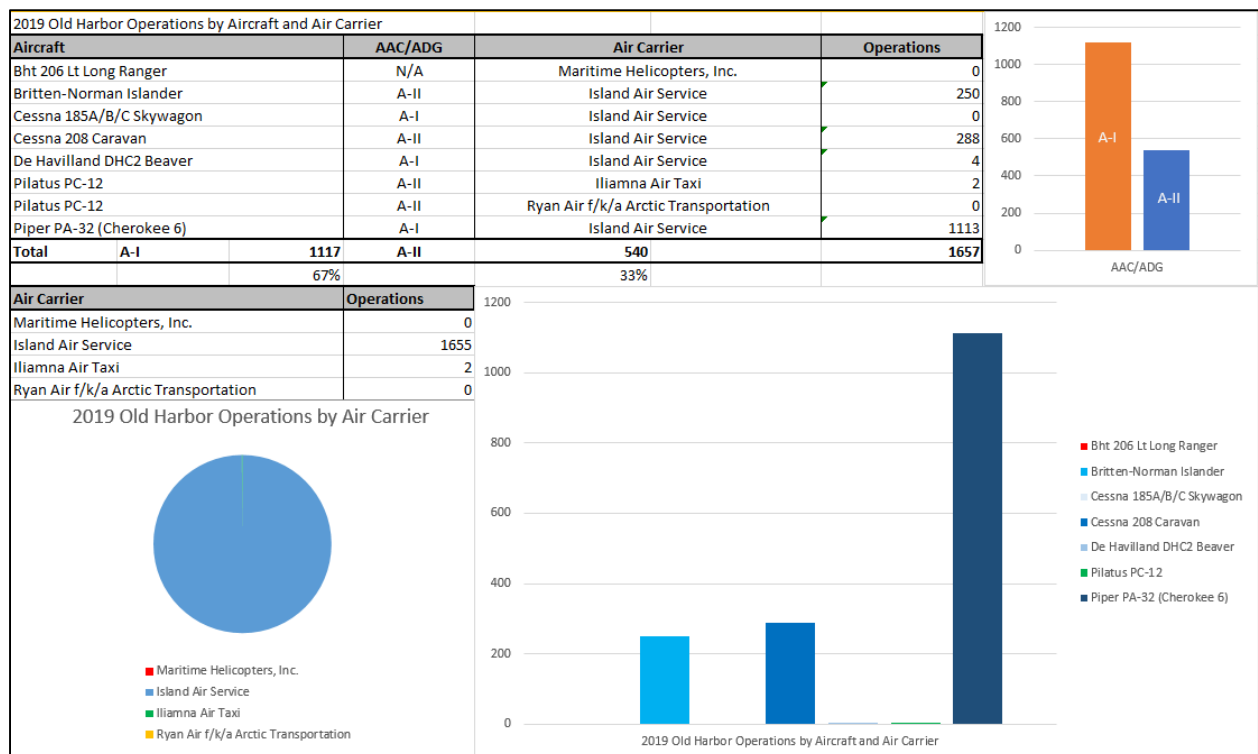 2019 Old Harbor Operations by Aircraft and Air Carrier
Aircraft AAC/ADG Air Carrier Operations
Bht 206 Lt Long Ranger N/A Maritime Helicopters, Inc. 0
Britten-Norman Islander A-II Island Air Service 250
Cessna 185A/B/C Skywagon A-I Island Air Service 0
Cessna 208 Caravan A-II Island Air Service 288
De Havilland DHC2 Beaver A-I Island Air Service 4
Pilatus PC-12 A-II Iliamna Air Taxi 2
Pilatus PC-12 A-II Ryan Air f/k/a Arctic Transportation 0
Piper PA-32 (Cherokee 6) A-I Island Air Service 1113
Total A-I 1117 A-II 540 1657
67% 33%
1200
1000
800
600
400
200
0
A-I
A-II
AAC/ADG
Air Carrier Operations
Maritime Helicopters, Inc. 0
Island Air Service 1655
Iliamna Air Taxi 2
Ryan Air f/k/a Arctic Transportation 0
2019 Old Harbor Operations by Air Carrier
Maritime Helicopters, Inc.
Island Air Service
Iliamna Air Taxi
Ryan Air f/k/a Arctic Transportation
1200
1000
800
600
400
200
0
2019 Old Harbor Operations by Aircraft and Air Carrier
Bht 206 Lt Long Ranger
Britten-Norman Islander
Cessna 185A/B/C Skywagon
Cessna 208 Caravan
De Havilland DHC2 Beaver
Pilatus PC-12
Piper PA-32 (Cherokee 6)